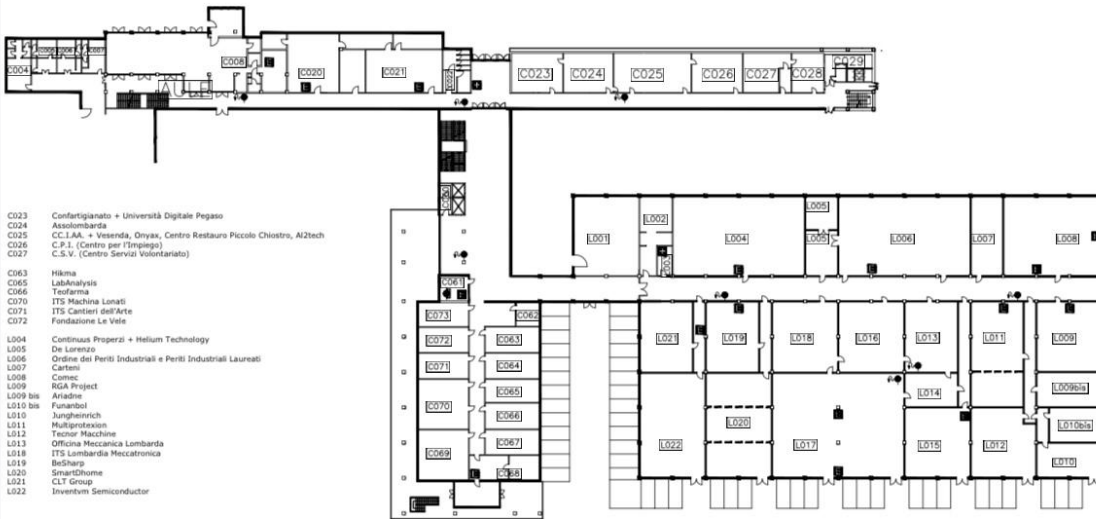 C004
C005
C006
C007
C008
C020
C021
C022
C023
C024
C025
C026
C027
C028
C029
AULE
L005
L002
L001
L004
L005
L006
L007
L008
L003
C061
C073
C062
C072
C063
C071
C064
C065
C070
C066
C067
C069
C068
L021
L019
L018
L016
L013
L011
L009
L014
L009bis
L020
L010bis
L022
L017
L015
L012
L010
C023 Confartigianato + Università Digitale Pegaso
C024 Assolombarda
C025 CC.I.AA. + Vesenda, Onyax, Centro Restauro Piccolo Chiostro, AI2tech
C026 C.P.I. (Centro per l'Impiego)
C027 C.S.V. (Centro Servizi Volontariato)
C063 Hikma
C065 LabAnalysis
C066 Teofarma
C070 ITS Machina Lonati
C071 ITS Cantieri dell'Arte
C072 Fondazione Le Vele
L004 Continuus Properzi + Helium Technology
L005 De Lorenzo
L006 Ordine dei Periti Industriali e Periti Industriali Laureati
L007 Carteni
L008 Comec
L009 RGA Project
L009 bis Ariadne
L010 bis Funambol
L010 Jungheinrich
L011 Multiprotexion
L012 Tecnor Macchine
L013 Officina Meccanica Lombarda
L018 ITS Lombardia Meccatronica
L019 BeSharp
L020 SmartDhome
L021 CLT Group
L022 Inventvm Semiconductor